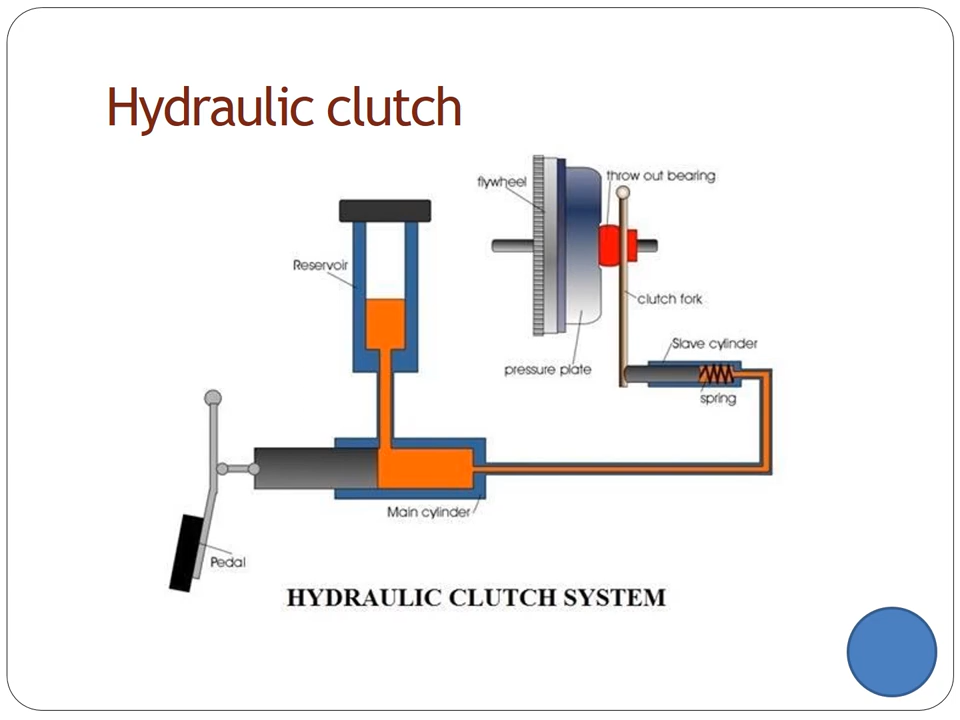 Hydraulic clutch
flywheel
throw out bearing
Reservoir
clutch fork
Slave cylinder
pressure plate
spring
Main cylinder
Pedal
HYDRAULIC CLUTCH SYSTEM